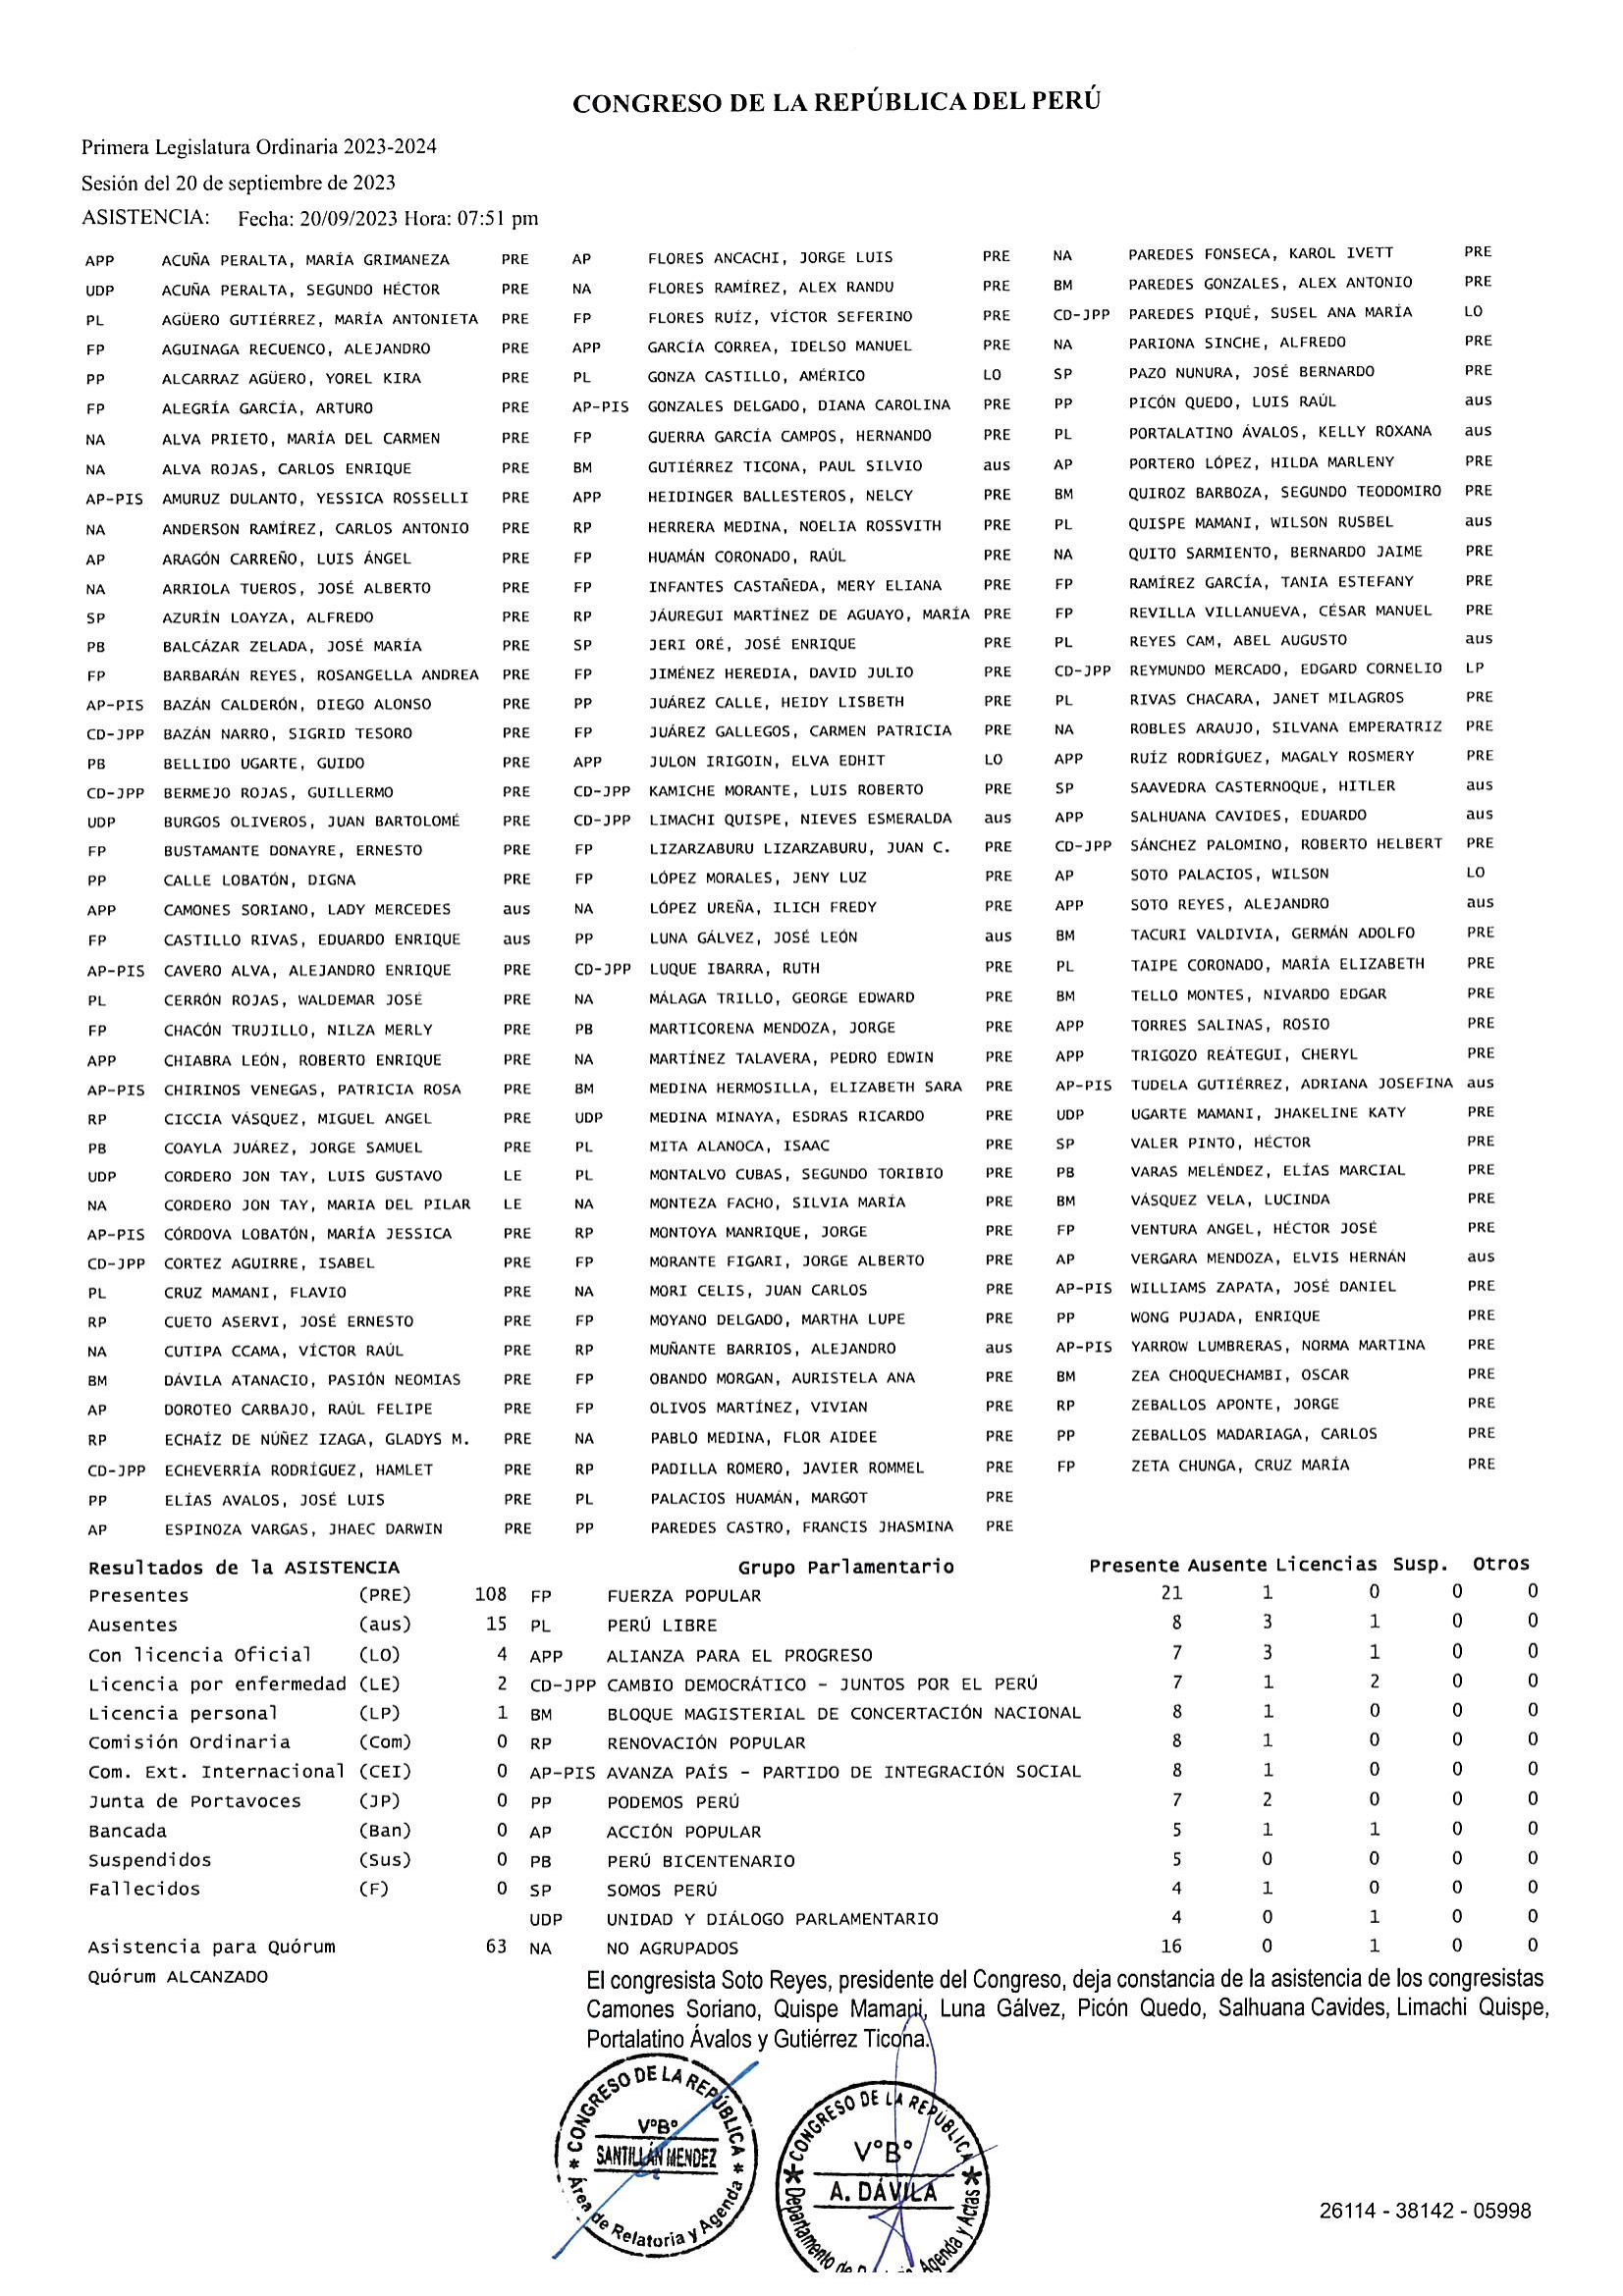 CONGRESO DE LA REPÚBLICA DEL PERÚ
Primera Legislatura Ordinaria 2023-2024
Sesión del 20 de septiembre de 2023
ASISTENCIA: Fecha: 20/09/2023 Hora: 07:51 pm
APP ACUÑA PERALTA, MARÍA GRIMANEZA PRE AP FLORES ANCACHI, JORGE LUIS PRE NA PAREDES FONSECA, KAROL IVETT PRE
UDP ACUÑA PERALTA, SEGUNDO HÉCTOR PRE NA FLORES RAMÍREZ, ALEX RANDU PRE BM PAREDES GONZALES, ALEX ANTONIO PRE
PL AGÜERO GUTIÉRREZ, MARÍA ANTONIETA PRE FP FLORES RUÍZ, VÍCTOR SEFERINO PRE CD-JPP PAREDES PIQUÉ, SUSEL ANA MARÍA LO
FP AGUINAGA RECUENCO, ALEJANDRO PRE APP GARCÍA CORREA, IDELSO MANUEL PRE NA PARIONA SINCHE, ALFREDO PRE
PP ALCARRAZ AGÜERO, YOREL KIRA PRE PL GONZA CASTILLO, AMÉRICO LO SP PAZO NUNURA, JOSÉ BERNARDO PRE
FP ALEGRÍA GARCÍA, ARTURO PRE AP-PIS GONZALES DELGADO, DIANA CAROLINA PRE PP PICÓN QUEDO, LUIS RAÚL aus
NA ALVA PRIETO, MARÍA DEL CARMEN PRE FP GUERRA GARCÍA CAMPOS, HERNANDO PRE PL PORTALATINO ÁVALOS, KELLY ROXANA aus
NA ALVA ROJAS, CARLOS ENRIQUE PRE BM GUTIÉRREZ TICONA, PAUL SILVIO aus AP PORTERO LÓPEZ, HILDA MARLENY PRE
AP-PIS AMURUZ DULANTO, YESSICA ROSSELLI PRE APP HEIDINGER BALLESTEROS, NELCY PRE BM QUIROZ BARBOZA, SEGUNDO TEODOMIRO PRE
NA ANDERSON RAMÍREZ, CARLOS ANTONIO PRE RP HERRERA MEDINA, NOELIA ROSSVITH PRE PL QUISPE MAMANI, WILSON RUSBEL aus
AP ARAGÓN CARREÑO, LUIS ÁNGEL PRE FP HUAMÁN CORONADO, RAÚL PRE NA QUITO SARMIENTO, BERNARDO JAIME PRE
NA ARRIOLA TUEROS, JOSÉ ALBERTO PRE FP INFANTES CASTAÑEDA, MERY ELIANA PRE FP RAMÍREZ GARCÍA, TANIA ESTEFANY PRE
SP AZURÍN LOAYZA, ALFREDO PRE RP JÁUREGUI MARTÍNEZ DE AGUAYO, MARÍA PRE FP REVILLA VILLANUEVA, CÉSAR MANUEL PRE
PB BALCÁZAR ZELADA, JOSÉ MARÍA PRE SP JERI ORÉ, JOSÉ ENRIQUE PRE PL REYES CAM, ABEL AUGUSTO aus
FP BARBARÁN REYES, ROSANGELLA ANDREA PRE FP JIMÉNEZ HEREDIA, DAVID JULIO PRE CD-JPP REYMUNDO MERCADO, EDGARD CORNELIO LP
AP-PIS BAZÁN CALDERÓN, DIEGO ALONSO PRE PP JUÁREZ CALLE, HEIDY LISBETH PRE PL RIVAS CHACARA, JANET MILAGROS PRE
CD-JPP BAZÁN NARRO, SIGRID TESORO PRE FP JUÁREZ GALLEGOS, CARMEN PATRICIA PRE NA ROBLES ARAUJO, SILVANA EMPERATRIZ PRE
PB BELLIDO UGARTE, GUIDO PRE APP JULON IRIGOIN, ELVA EDHIT LO APP RUÍZ RODRÍGUEZ, MAGALY ROSMERY PRE
CD-JPP BERMEJO ROJAS, GUILLERMO PRE CD-JPP KAMICHE MORANTE, LUIS ROBERTO PRE SP SAAVEDRA CASTERNOQUE, HITLER aus
UDP BURGOS OLIVEROS, JUAN BARTOLOMÉ PRE CD-JPP LIMACHI QUISPE, NIEVES ESMERALDA aus APP SALHUANA CAVIDES, EDUARDO aus
FP BUSTAMANTE DONAYRE, ERNESTO PRE FP LIZARZABURU LIZARZABURU, JUAN C. PRE CD-JPP SÁNCHEZ PALOMINO, ROBERTO HELBERT PRE
PP CALLE LOBATÓN, DIGNA PRE FP LÓPEZ MORALES, JENY LUZ PRE AP SOTO PALACIOS, WILSON LO
APP CAMONES SORIANO, LADY MERCEDES aus NA LÓPEZ UREÑA, ILICH FREDY PRE APP SOTO REYES, ALEJANDRO aus
FP CASTILLO RIVAS, EDUARDO ENRIQUE aus PP LUNA GÁLVEZ, JOSÉ LEÓN aus BM TACURI VALDIVIA, GERMÁN ADOLFO PRE
AP-PIS CAVERO ALVA, ALEJANDRO ENRIQUE PRE CD-JPP LUQUE IBARRA, RUTH PRE PL TAIPE CORONADO, MARÍA ELIZABETH PRE
PL CERRÓN ROJAS, WALDEMAR JOSÉ PRE NA MÁLAGA TRILLO, GEORGE EDWARD PRE BM TELLO MONTES, NIVARDO EDGAR PRE
FP CHACÓN TRUJILLO, NILZA MERLY PRE PB MARTICORENA MENDOZA, JORGE PRE APP TORRES SALINAS, ROSIO PRE
APP CHIABRA LEÓN, ROBERTO ENRIQUE PRE NA MARTÍNEZ TALAVERA, PEDRO EDWIN PRE APP TRIGOZO REÁTEGUI, CHERYL PRE
AP-PIS CHIRINOS VENEGAS, PATRICIA ROSA PRE BM MEDINA HERMOSILLA, ELIZABETH SARA PRE AP-PIS TUDELA GUTIÉRREZ, ADRIANA JOSEFINA aus
RP CICCIA VÁSQUEZ, MIGUEL ANGEL PRE UDP MEDINA MINAYA, ESDRAS RICARDO PRE UDP UGARTE MAMANI, JHAKELINE KATY PRE
PB COAYLA JUÁREZ, JORGE SAMUEL PRE PL MITA ALANOCA, ISAAC PRE SP VALER PINTO, HÉCTOR PRE
UDP CORDERO JON TAY, LUIS GUSTAVO LE PL MONTALVO CUBAS, SEGUNDO TORIBIO PRE PB VARAS MELÉNDEZ, ELÍAS MARCIAL PRE
NA CORDERO JON TAY, MARIA DEL PILAR LE NA MONTEZA FACHO, SILVIA MARÍA PRE BM VÁSQUEZ VELA, LUCINDA PRE
AP-PIS CÓRDOVA LOBATÓN, MARÍA JESSICA PRE RP MONTOYA MANRIQUE, JORGE PRE FP VENTURA ANGEL, HÉCTOR JOSÉ PRE
CD-JPP CORTEZ AGUIRRE, ISABEL PRE FP MORANTE FIGARI, JORGE ALBERTO PRE AP VERGARA MENDOZA, ELVIS HERNÁN aus
PL CRUZ MAMANI, FLAVIO PRE NA MORI CELIS, JUAN CARLOS PRE AP-PIS WILLIAMS ZAPATA, JOSÉ DANIEL PRE
RP CUETO ASERVI, JOSÉ ERNESTO PRE FP MOYANO DELGADO, MARTHA LUPE PRE PP WONG PUJADA, ENRIQUE PRE
NA CUTIPA CCAMA, VÍCTOR RAÚL PRE RP MUÑANTE BARRIOS, ALEJANDRO aus AP-PIS YARROW LUMBRERAS, NORMA MARTINA PRE
BM DÁVILA ATANACIO, PASIÓN NEOMIAS PRE FP OBANDO MORGAN, AURISTELA ANA PRE BM ZEA CHOQUECHAMBI, OSCAR PRE
AP DOROTEO CARBAJO, RAÚL FELIPE PRE FP OLIVOS MARTÍNEZ, VIVIAN PRE RP ZEBALLOS APONTE, JORGE PRE
RP ECHAÍZ DE NÚÑEZ IZAGA, GLADYS M. PRE NA PABLO MEDINA, FLOR AIDEE PRE PP ZEBALLOS MADARIAGA, CARLOS PRE
CD-JPP ECHEVERRÍA RODRÍGUEZ, HAMLET PRE RP PADILLA ROMERO, JAVIER ROMMEL PRE FP ZETA CHUNGA, CRUZ MARÍA PRE
PP ELÍAS AVALOS, JOSÉ LUIS PRE PL PALACIOS HUAMÁN, MARGOT PRE
AP ESPINOZA VARGAS, JHAEC DARWIN PRE PP PAREDES CASTRO, FRANCIS JHASMINA PRE
Resultados de la ASISTENCIA Grupo Parlamentario Presente Ausente Licencias Susp. Otros
Presentes (PRE) 108 FP FUERZA POPULAR 21 1 0 0 0
Ausentes (aus) 15 PL PERÚ LIBRE 8 3 1 0 0
Con licencia Oficial (LO) 4 APP ALIANZA PARA EL PROGRESO 7 3 1 0 0
Licencia por enfermedad (LE) 2 CD-JPP CAMBIO DEMOCRÁTICO - JUNTOS POR EL PERÚ 7 1 2 0 0
Licencia personal (LP) 1 BM BLOQUE MAGISTERIAL DE CONCERTACIÓN NACIONAL 8 1 0 0 0
Comisión Ordinaria (Com) 0 RP RENOVACIÓN POPULAR 8 1 0 0 0
Com. Ext. Internacional (CEI) 0 AP-PIS AVANZA PAÍS - PARTIDO DE INTEGRACIÓN SOCIAL 8 1 0 0 0
Junta de Portavoces (JP) 0 PP PODEMOS PERÚ 7 2 0 0 0
Bancada (Ban) 0 AP ACCIÓN POPULAR 5 1 1 0 0
Suspendidos (Sus) 0 PB PERÚ BICENTENARIO 5 0 0 0 0
Fallecidos (F) 0 SP SOMOS PERÚ 4 1 0 0 0
UDP UNIDAD Y DIÁLOGO PARLAMENTARIO 4 0 1 0 0
Asistencia para Quórum 63 NA NO AGRUPADOS 16 0 1 0 0
Quórum ALCANZADO
El congresista Soto Reyes, presidente del Congreso, deja constancia de la asistencia de los congresistas
Camones Soriano, Quispe Mamani, Luna Gálvez, Picón Quedo, Salhuana Cavides, Limachi Quispe,
Portalatino Ávalos y Gutiérrez Ticona.
CONGRESO DE LA REPÚBLICA
V°B°
SANTILLÁN MENDEZ
Área de Relatoria y Agenda
CONGRESO DE LA REPÚBLICA
V°B°
A. DÁVILA
Departamento de Agenda y Actas
26114 - 38142 - 05998